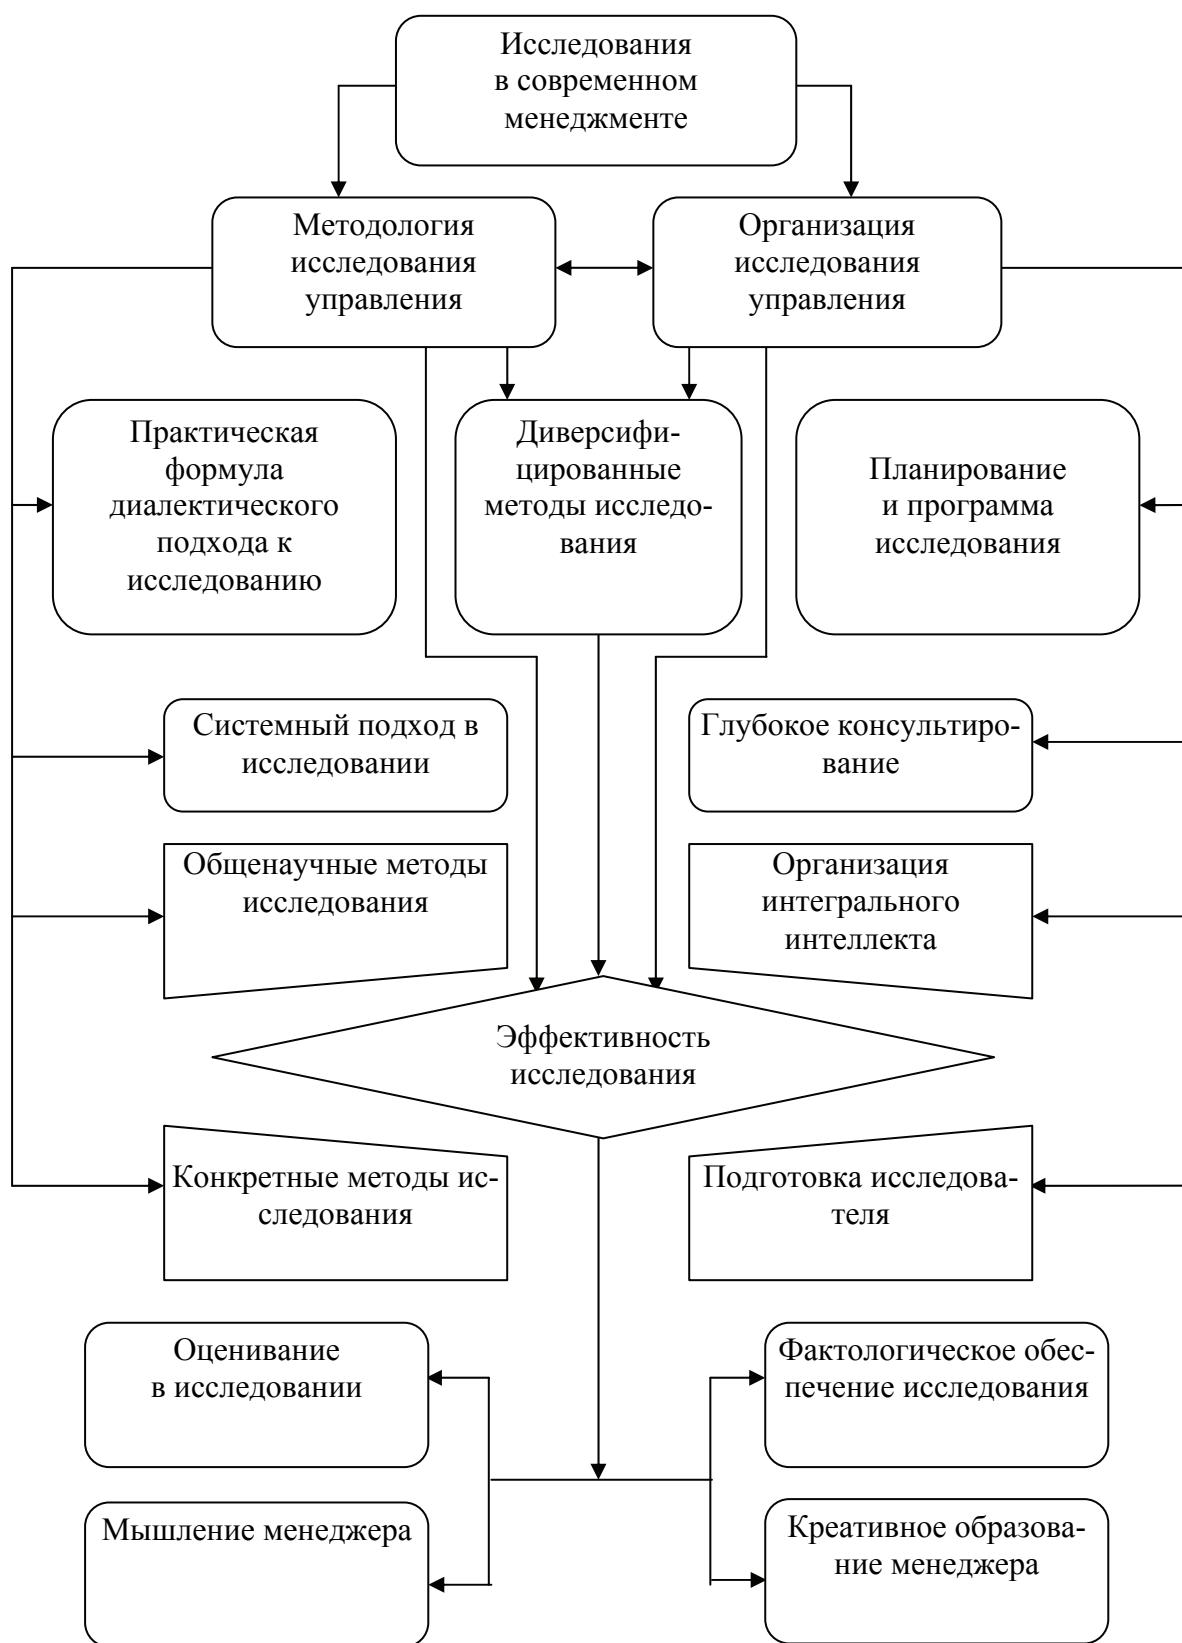 Исследования
в современном
менеджменте
Методология
исследования
управления
Организация
исследования
управления
Практическая
формула
диалектического
подхода к
исследованию
Диверсифи-
цированные
методы исследо-
вания
Планирование
и программа
исследования
Системный подход в
исследовании
Глубокое консультиро-
вание
Общенаучные методы
исследования
Организация
интегрального
интеллекта
Эффективность
исследования
Конкретные методы ис-
следования
Подготовка исследова-
теля
Оценивание
в исследовании
Фактологическое обес-
печение исследования
Мышление менеджера
Креативное образова-
ние менеджера